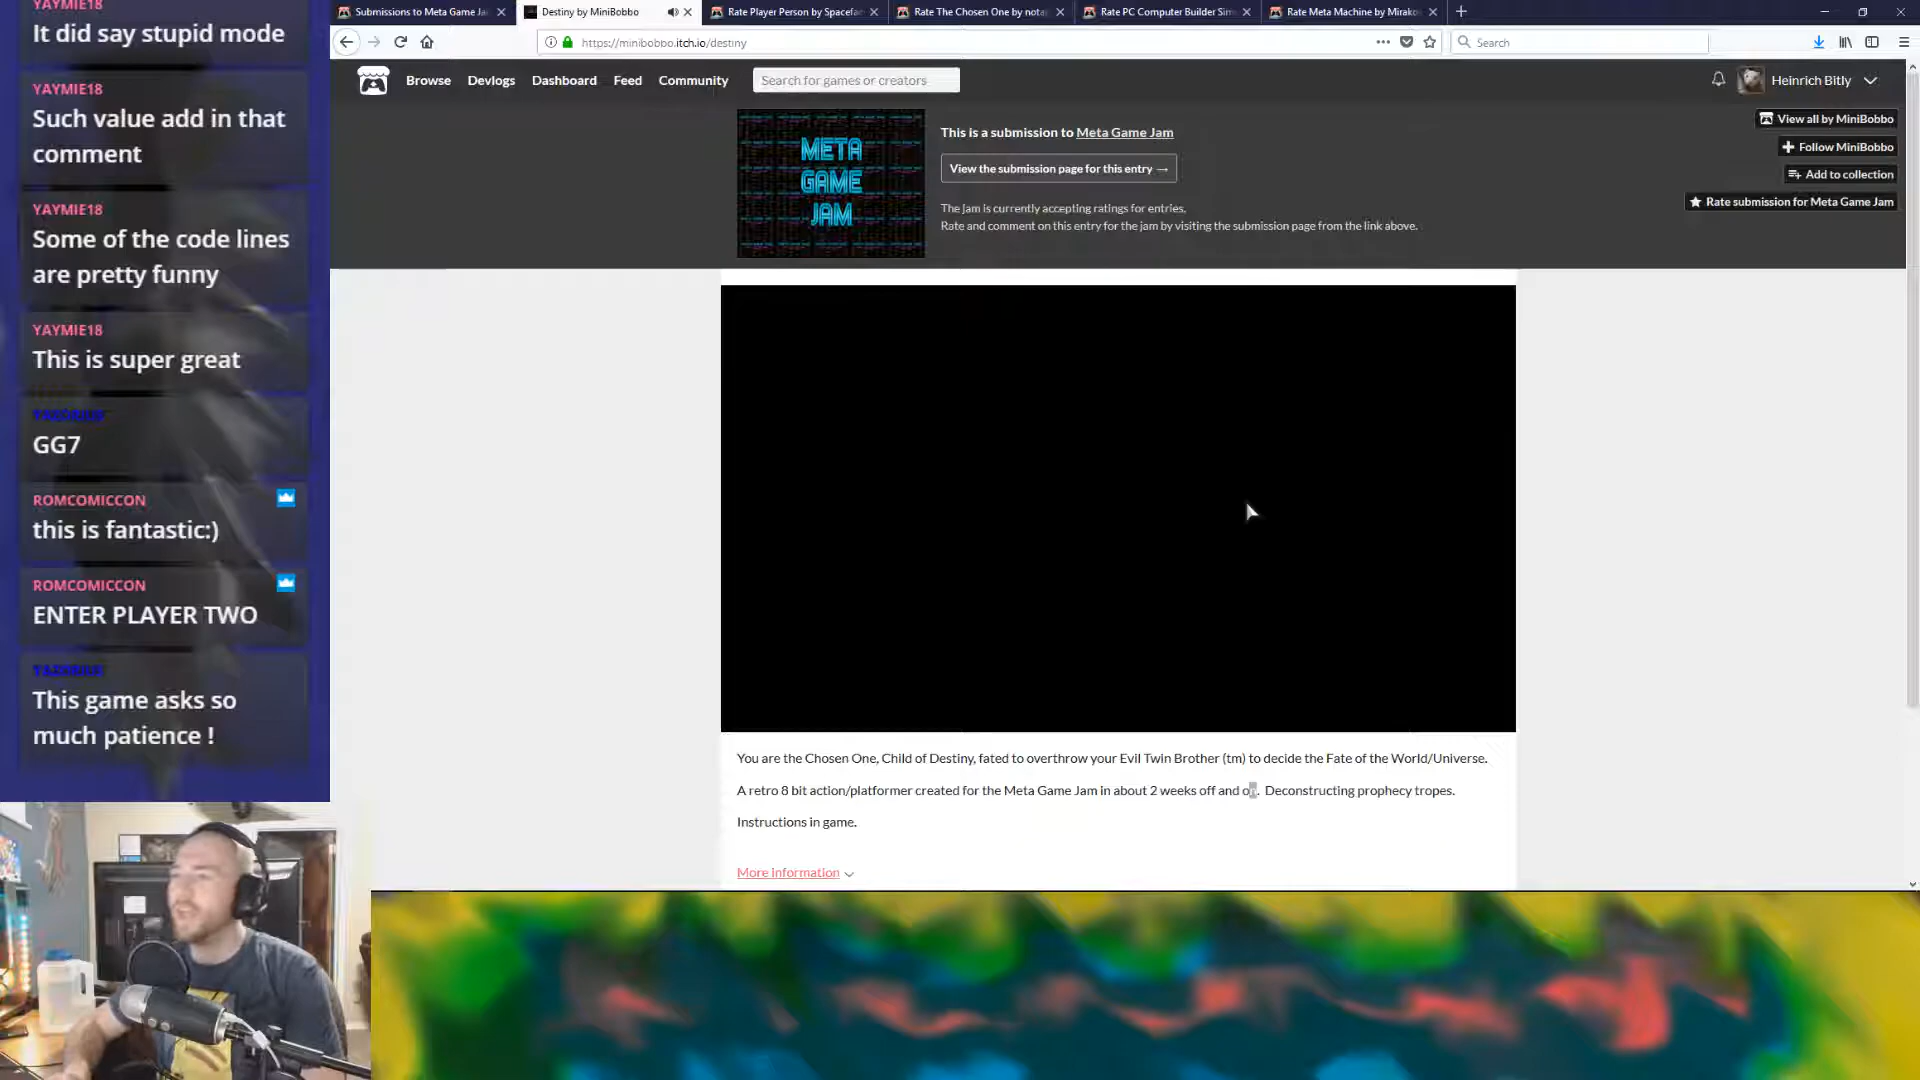 YAYMIE18
It did say stupid mode
YAYMIE18
Such value add in that
comment
YAYMIE18
Some of the code lines
are pretty funny
YAYMIE18
This is super great
GG7
ROMCOMICCON
this is fantastic:)
ROMCOMICCON
ENTER PLAYER TWO
This game asks so
much patience !
Submissions to Meta Game Ja
Destiny by MiniBobbo
Rate Player Person by Spacefac
Rate The Chosen One by nota
Rate PC Computer Builder Sim
Rate Meta Machine by Mirako
https://minibobbo.itch.io/destiny
Search
Browse
Devlogs
Dashboard
Feed
Community
Search for games or creators
Heinrich Bitly
META
GAME
JAM
This is a submission to Meta Game Jam
View the submission page for this entry →
The jam is currently accepting ratings for entries.
Rate and comment on this entry for the jam by visiting the submission page from the link above.
View all by MiniBobbo
Follow MiniBobbo
Add to collection
Rate submission for Meta Game Jam
You are the Chosen One, Child of Destiny, fated to overthrow your Evil Twin Brother (tm) to decide the Fate of the World/Universe.
A retro 8 bit action/platformer created for the Meta Game Jam in about 2 weeks off and on. Deconstructing prophecy tropes.
Instructions in game.
More information